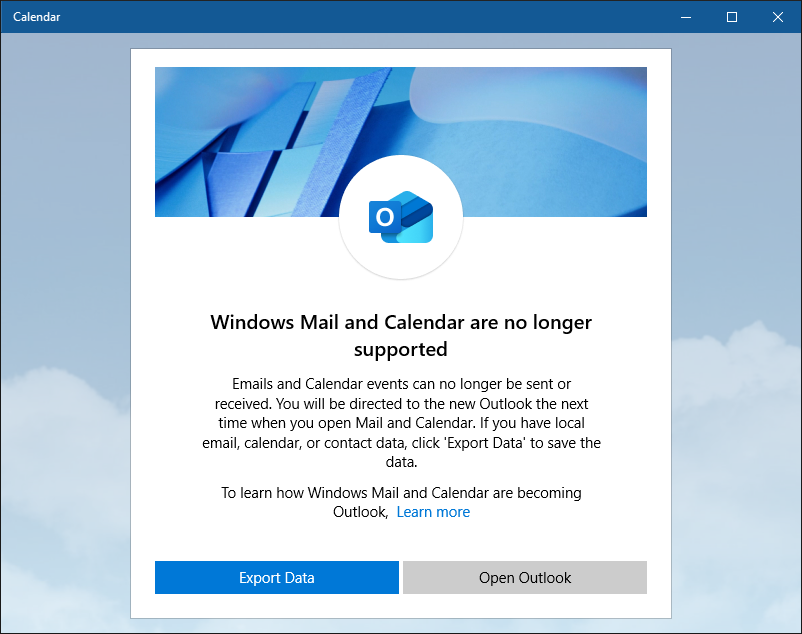 Calendar
O
Windows Mail and Calendar are no longer
supported
Emails and Calendar events can no longer be sent or
received. You will be directed to the new Outlook the next
time when you open Mail and Calendar. If you have local
email, calendar, or contact data, click 'Export Data' to save the
data.
To learn how Windows Mail and Calendar are becoming
Outlook, Learn more
Export Data
Open Outlook